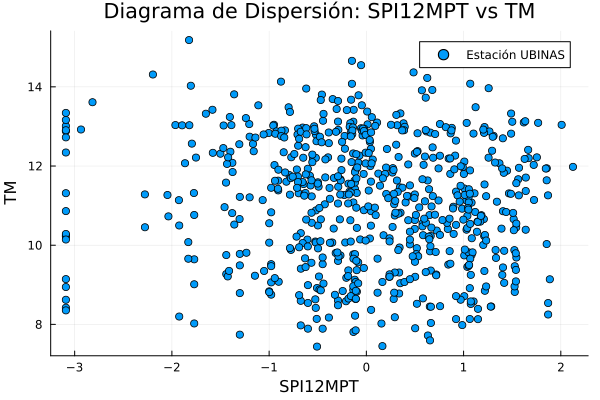 Diagrama de Dispersión: SPI12MPT vs TM
Estación UBINAS
TM
14
12
10
8
−3
−2
−1
0
1
2
SPI12MPT